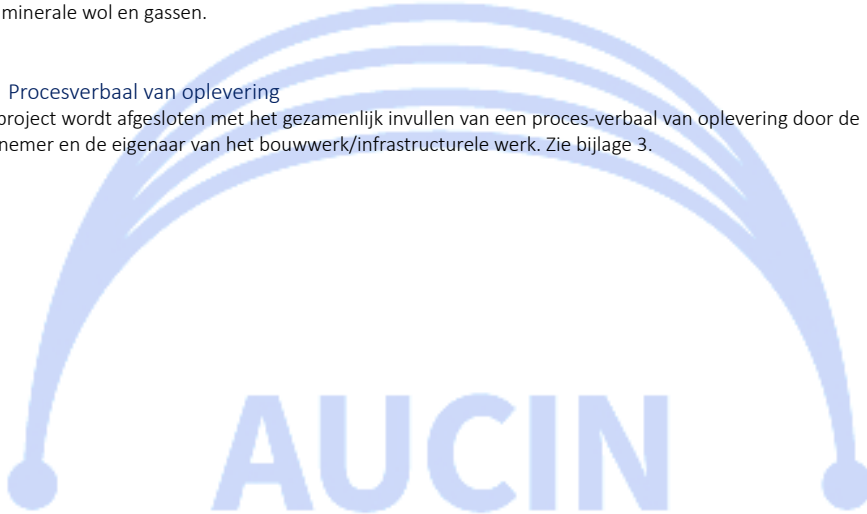 minerale wol en gassen.
Procesverbaal van oplevering
project wordt afgesloten met het gezamenlijk invullen van een proces-verbaal van oplevering door de
nemer en de eigenaar van het bouwwerk/infrastructurele werk. Zie bijlage 3.
AUCIN